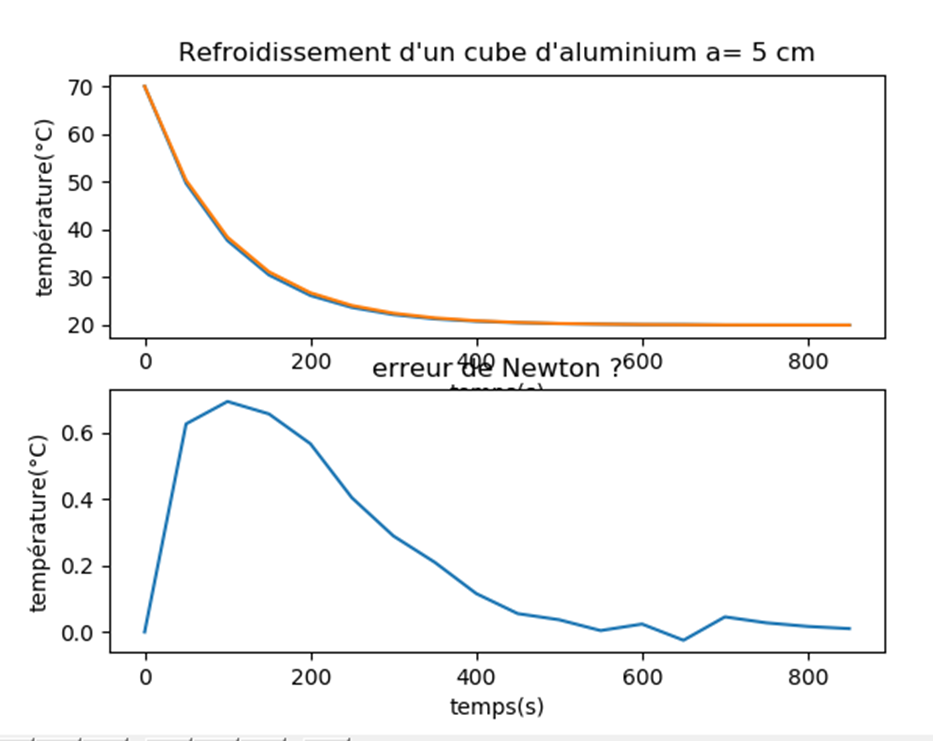 Refroidissement d'un cube d'aluminium a= 5 cm
température(°C)
70
60
50
40
30
20
0 200 400 600 800
temps(s)
erreur de Newton ?
température(°C)
0.6
0.4
0.2
0.0
0 200 400 600 800
temps(s)